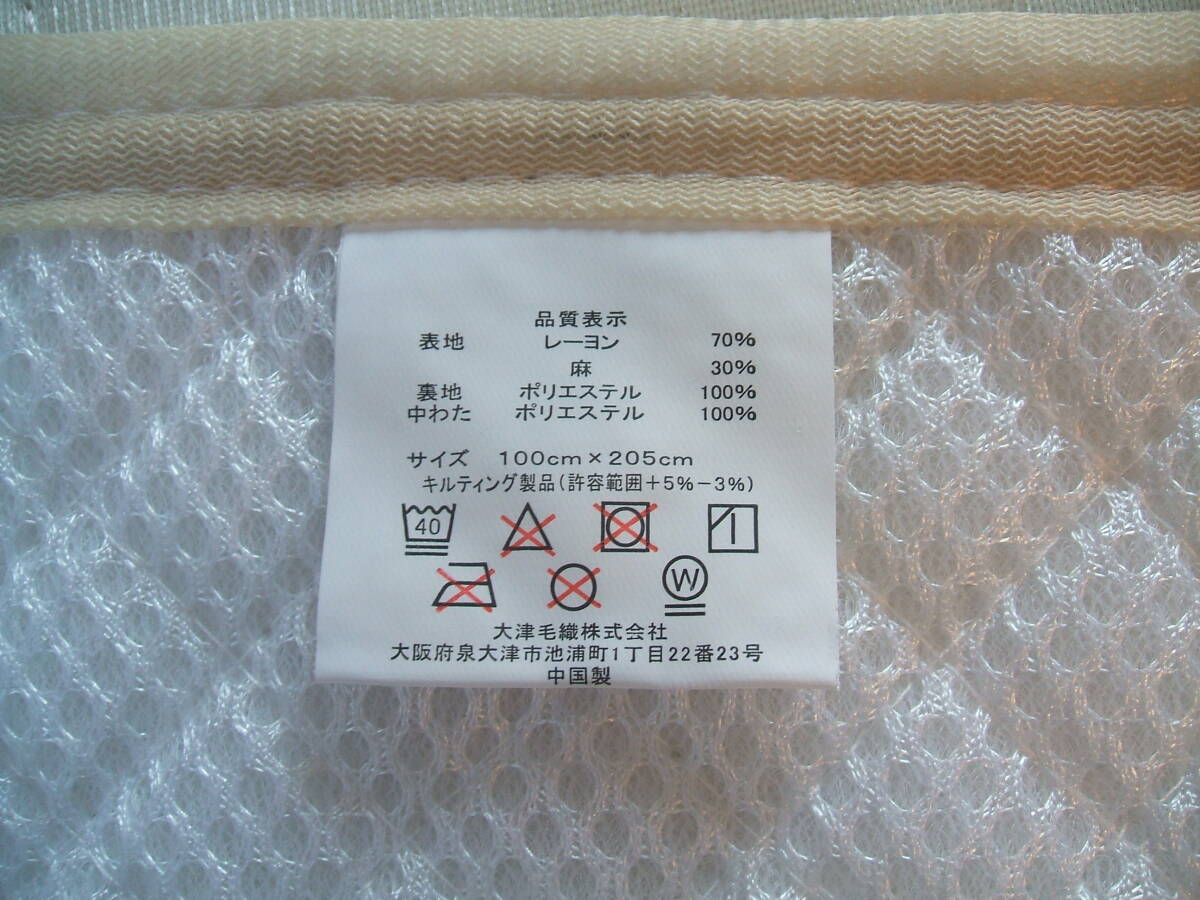 品質表示
表地 レーヨン 70%
麻 30%
裏地 ポリエステル 100%
中わた ポリエステル 100%
サイズ 100cm×205cm
キルティング製品(許容範囲+5%-3%)
40
W
大津毛織株式会社
大阪府泉大津市池浦町1丁目22番23号
中国製